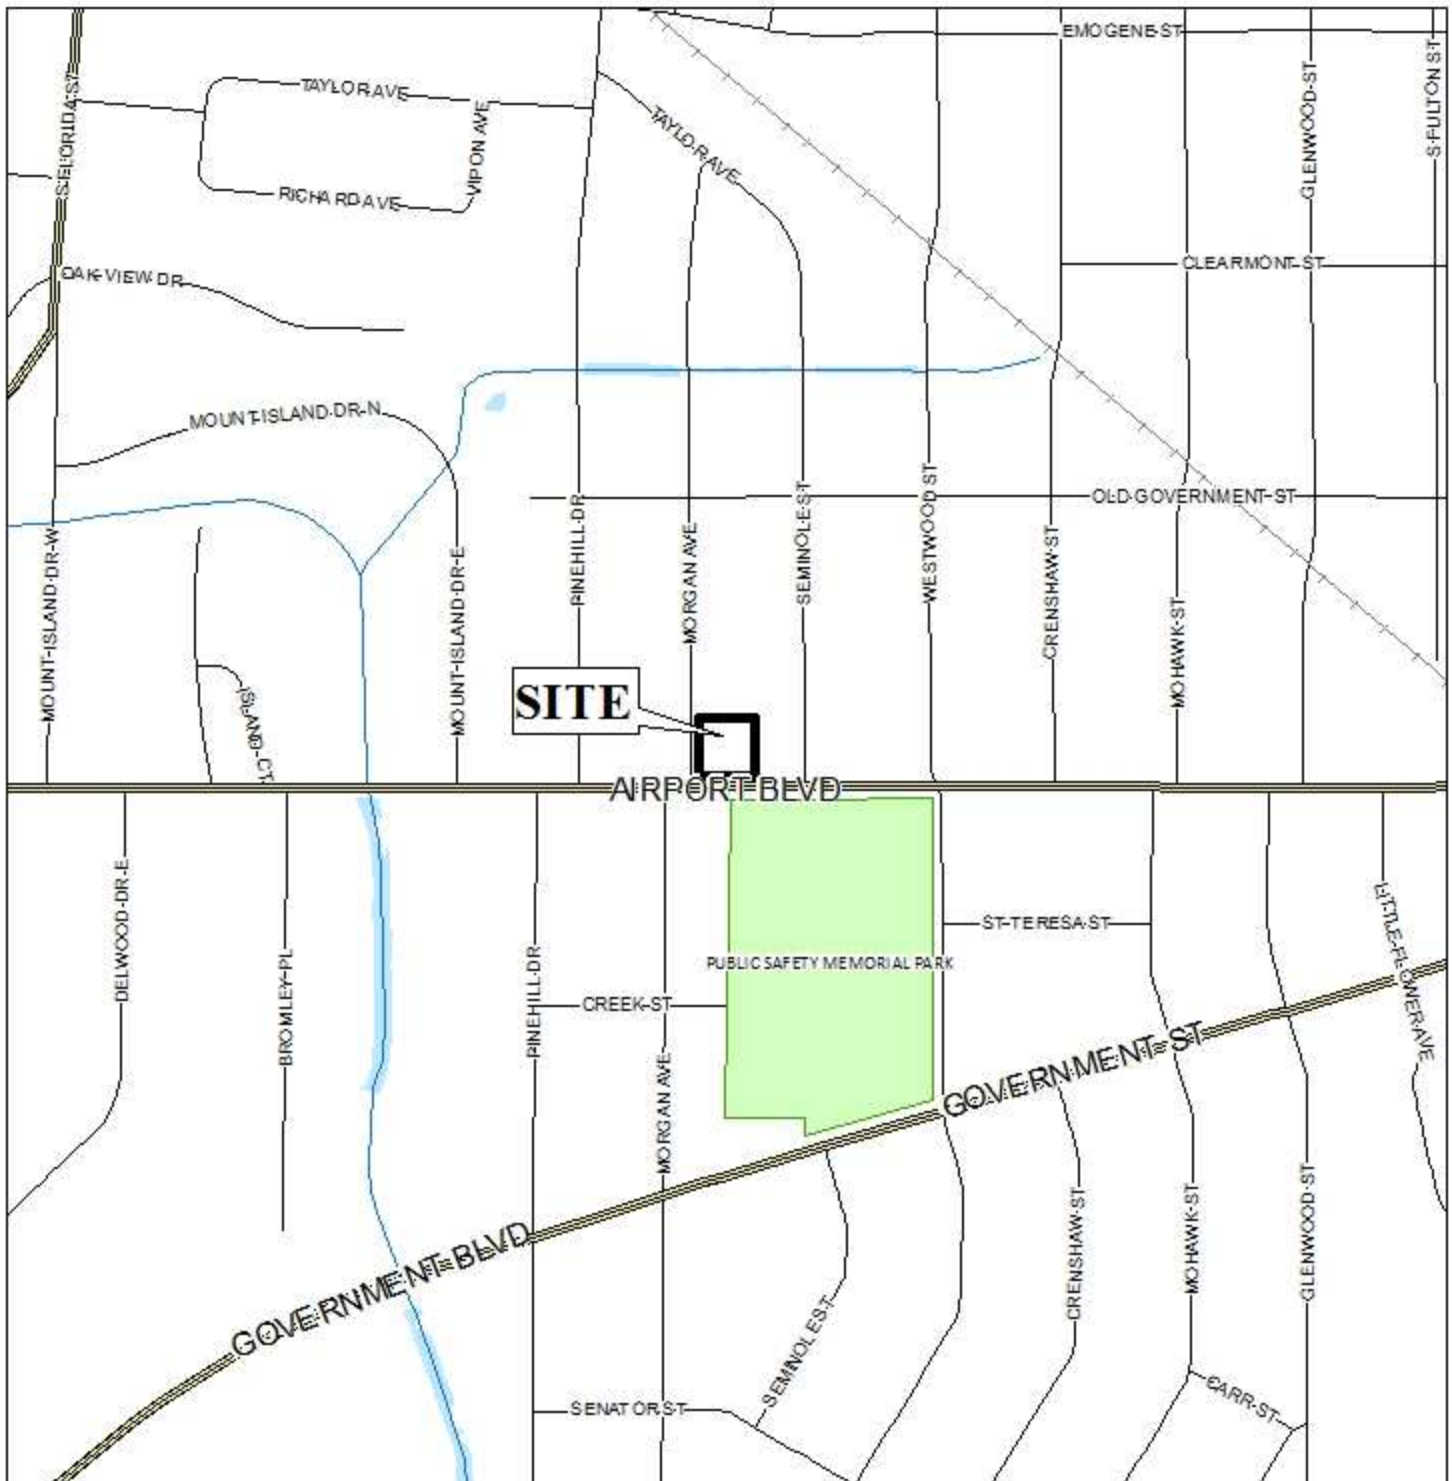 EMOGENE ST
S FLORIDA ST
TAYLOR AVE
VIPON AVE
TAYLOR AVE
GLENWOOD ST
S FULTON ST
RICHARD AVE
OAK VIEW DR
CLEARMONT ST
MOUNT ISLAND DR N
OLD GOVERNMENT ST
MOUNT ISLAND DR W
ISLAND CT
MOUNT ISLAND DR E
PINEHILL DR
MORGAN AVE
SEMINOLE ST
WESTWOOD ST
CRENSHAW ST
MOHAWK ST
SITE
AIRPORT BLVD
DELWOOD DR E
BROMLEY PL
PINEHILL DR
CREEK ST
MORGAN AVE
PUBLIC SAFETY MEMORIAL PARK
ST TERESA ST
LITTLE FLOWER AVE
GOVERNMENT ST
GOVERNMENT BLVD
SEMINOLE ST
CRENSHAW ST
MOHAWK ST
GLENWOOD ST
SENATOR ST
CARR ST